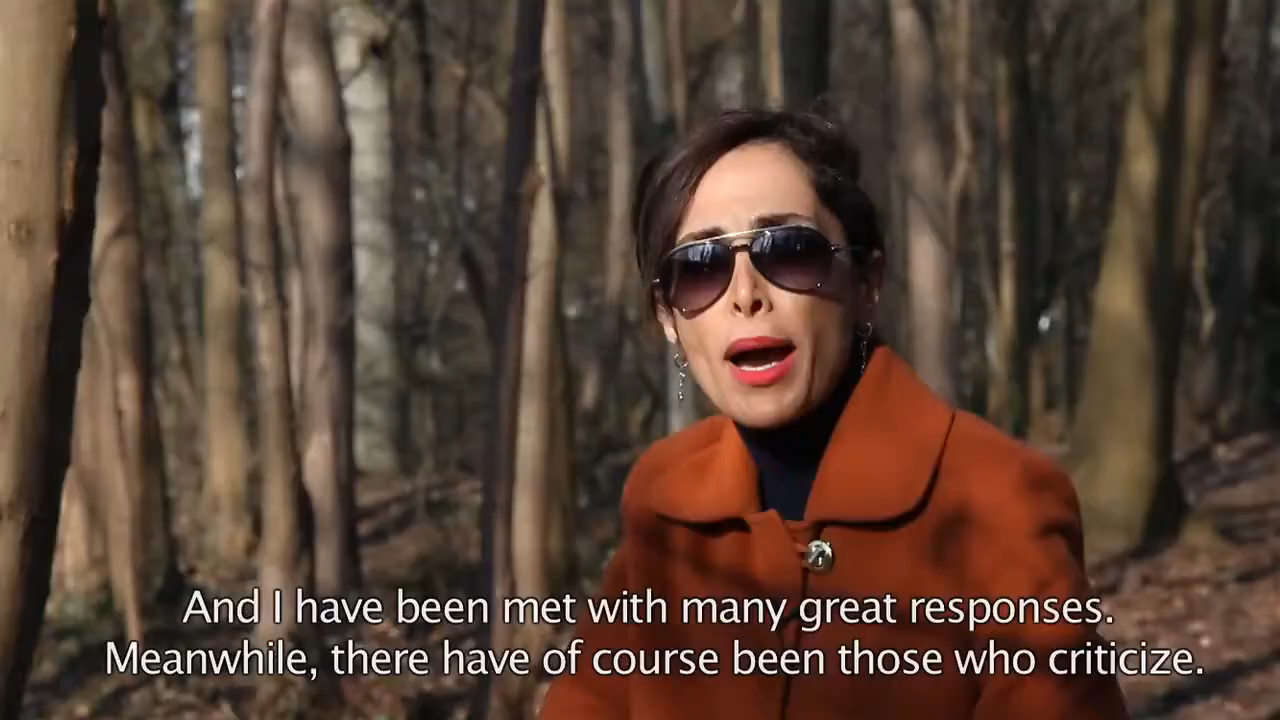 And I have been met with many great responses.
Meanwhile, there have of course been those who criticize.